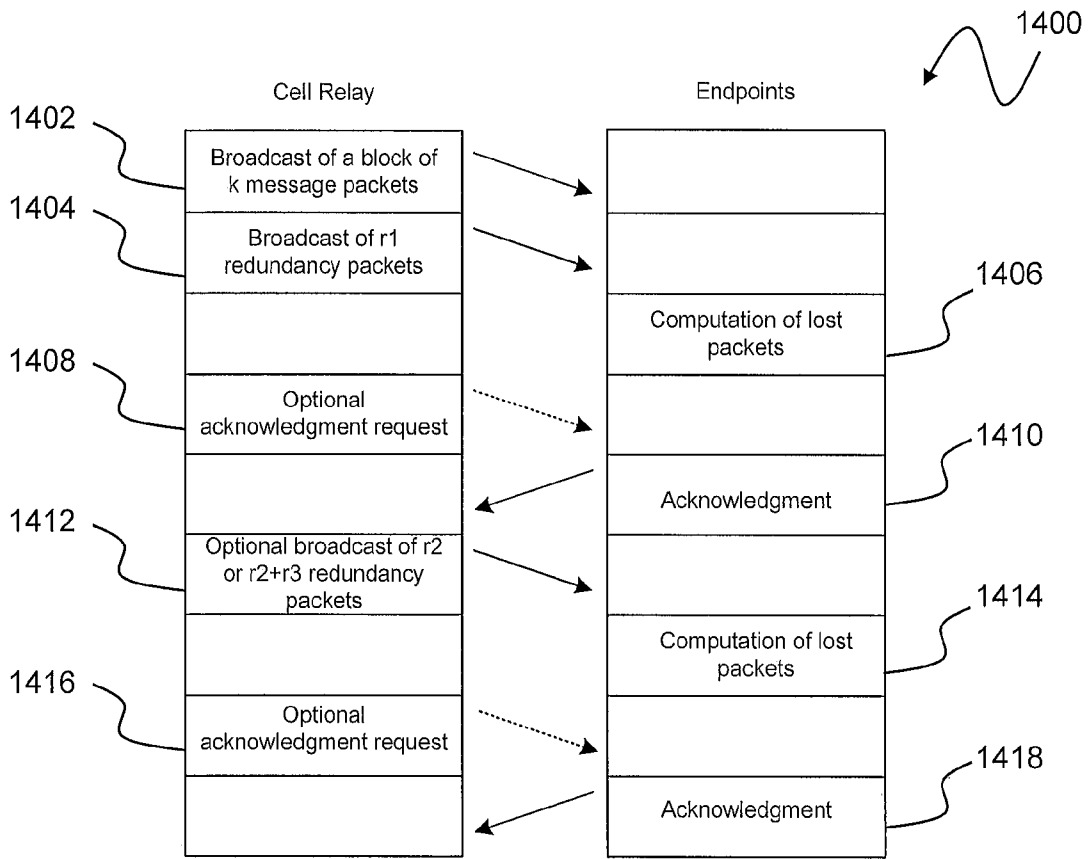 1400
Cell Relay
Endpoints
1402
Broadcast of a block of
k message packets
1404
Broadcast of r1
redundancy packets
1406
Computation of lost
packets
1408
Optional
acknowledgment request
1410
Acknowledgment
1412
Optional broadcast of r2
or r2+r3 redundancy
packets
1414
Computation of lost
packets
1416
Optional
acknowledgment request
1418
Acknowledgment